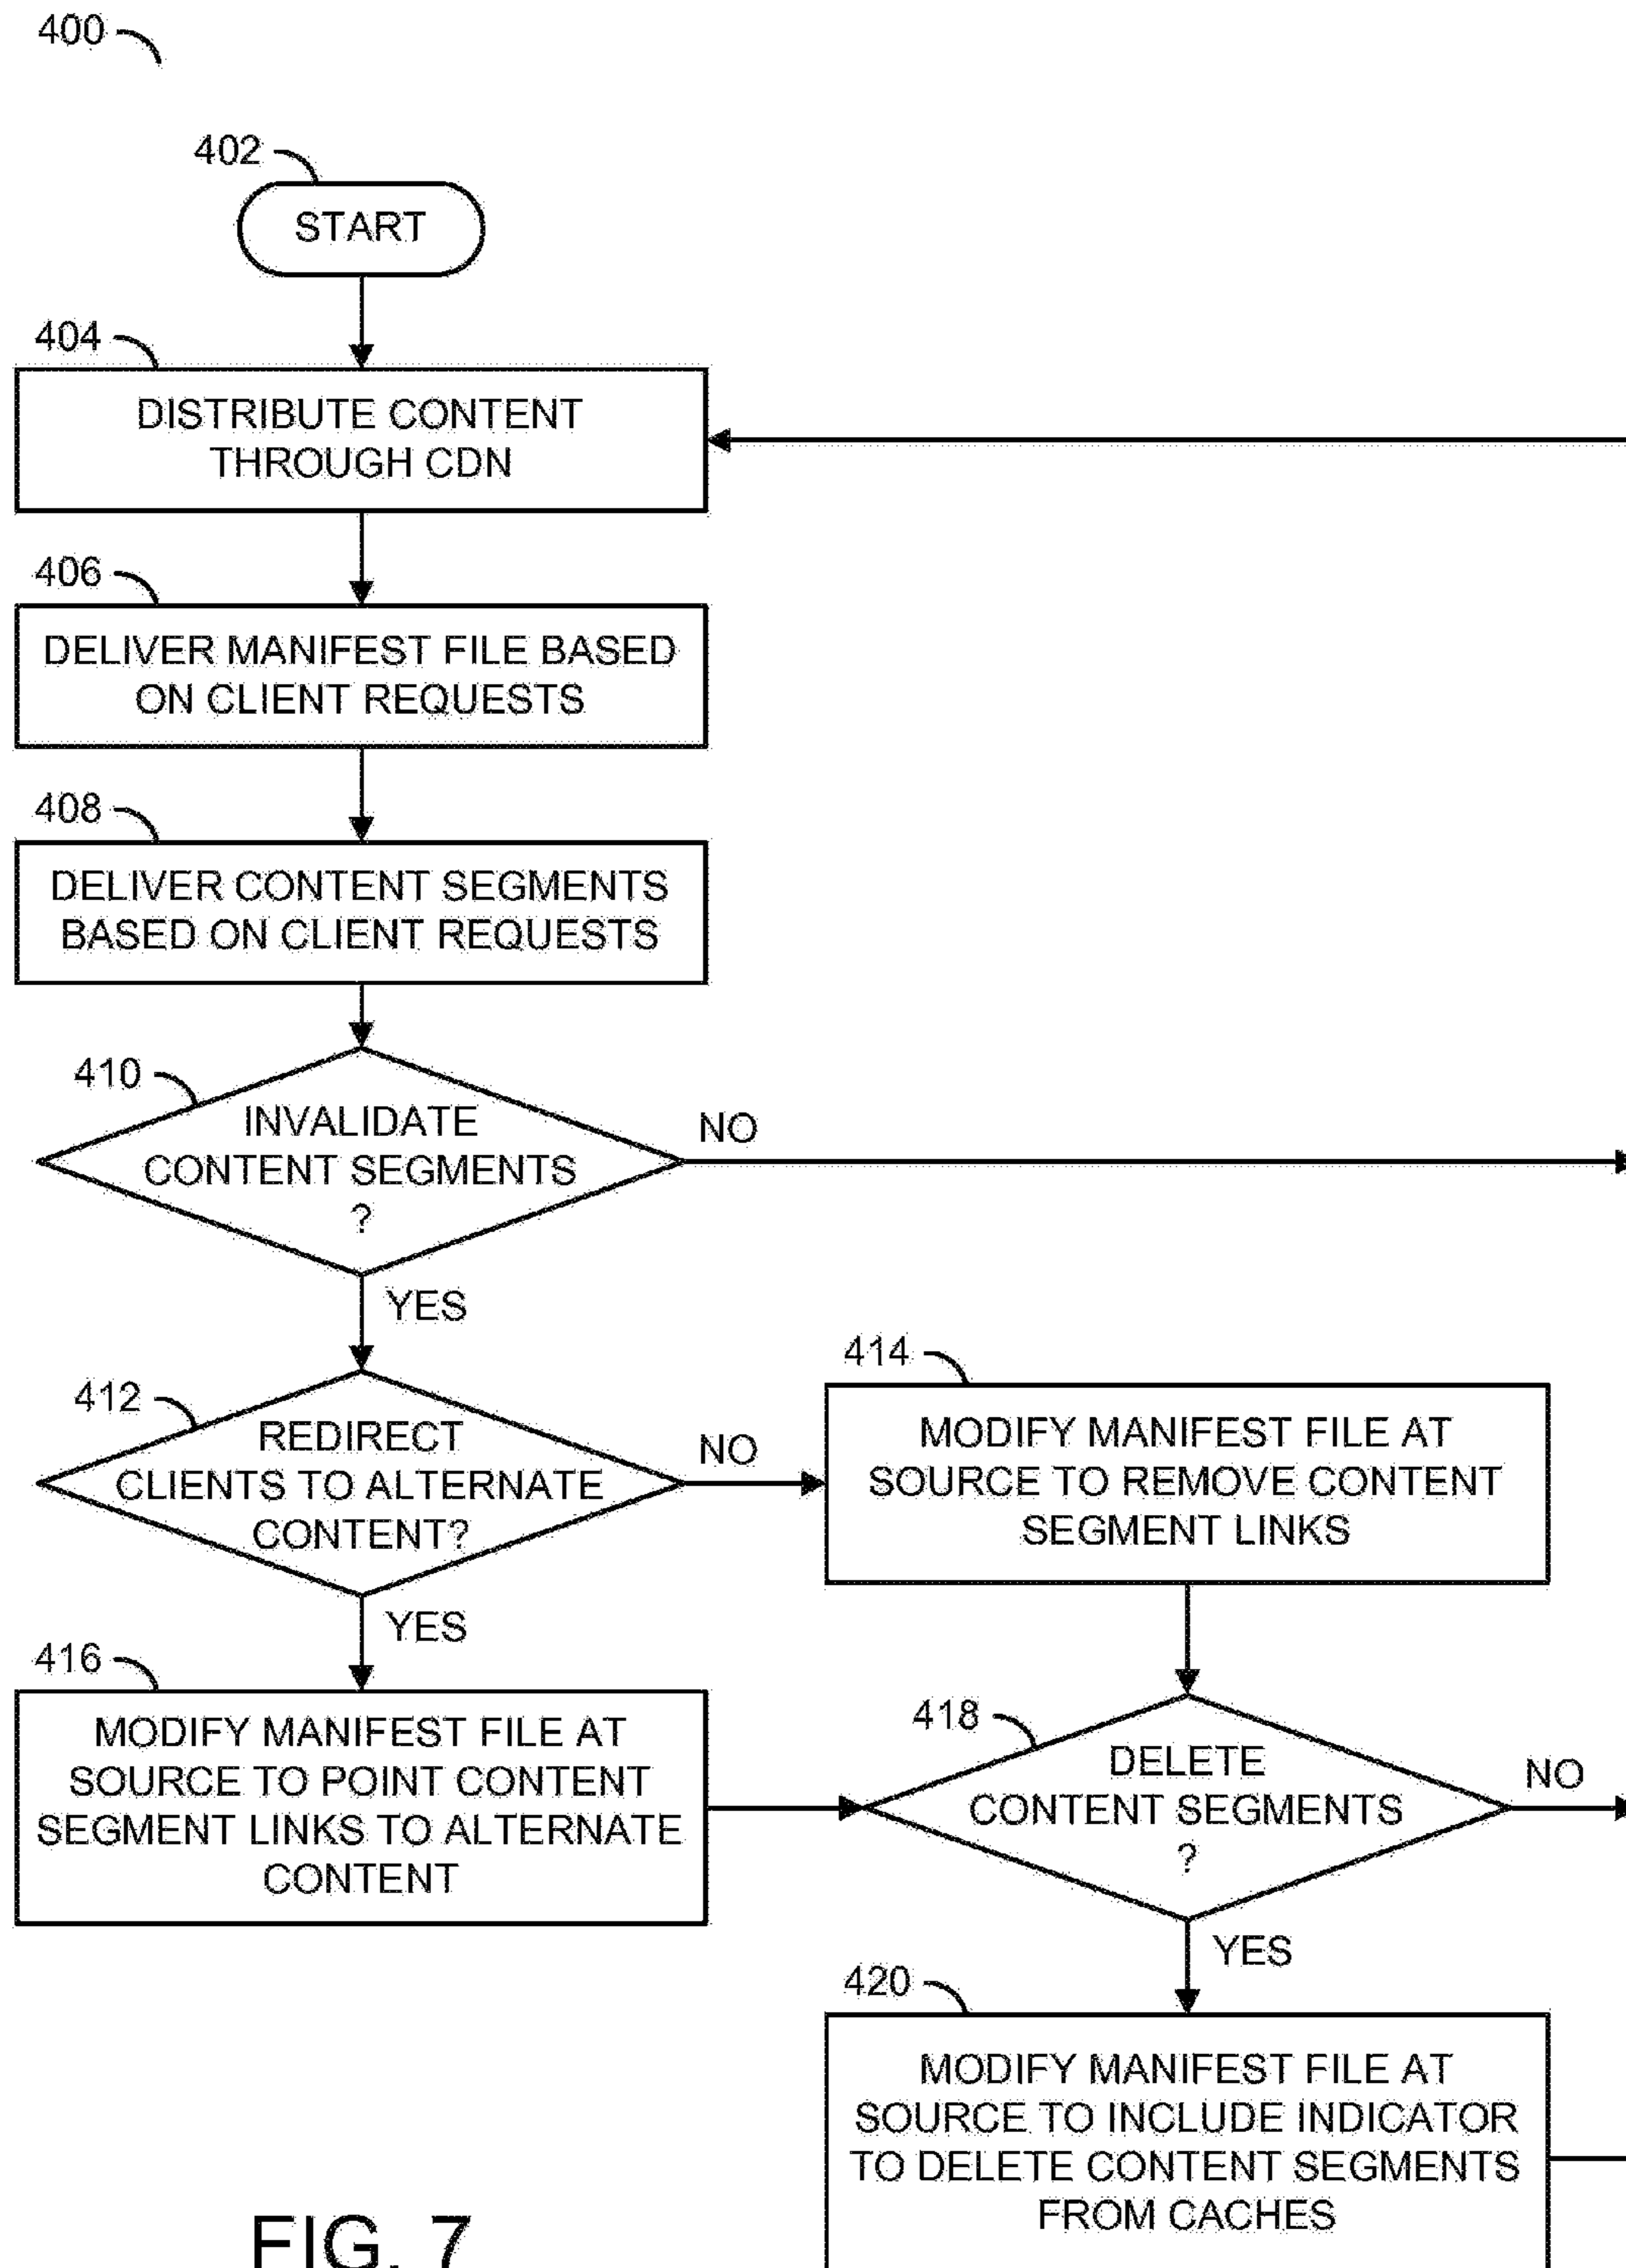 400
402
START
404
DISTRIBUTE CONTENT
THROUGH CDN
406
DELIVER MANIFEST FILE BASED
ON CLIENT REQUESTS
408
DELIVER CONTENT SEGMENTS
BASED ON CLIENT REQUESTS
410
INVALIDATE
CONTENT SEGMENTS
?
NO
YES
412
REDIRECT
CLIENTS TO ALTERNATE
CONTENT?
NO
YES
414
MODIFY MANIFEST FILE AT
SOURCE TO REMOVE CONTENT
SEGMENT LINKS
416
MODIFY MANIFEST FILE AT
SOURCE TO POINT CONTENT
SEGMENT LINKS TO ALTERNATE
CONTENT
418
DELETE
CONTENT SEGMENTS
?
NO
YES
420
MODIFY MANIFEST FILE AT
SOURCE TO INCLUDE INDICATOR
TO DELETE CONTENT SEGMENTS
FROM CACHES
FIG. 7